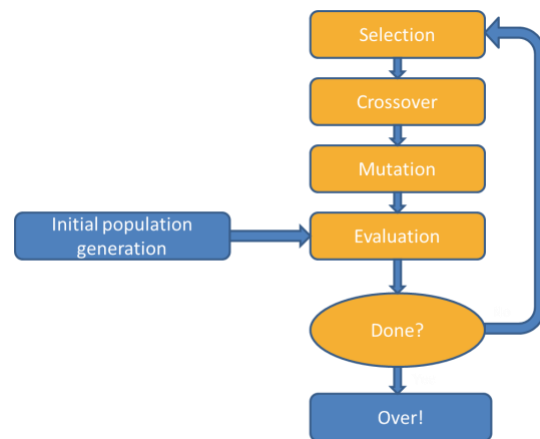 Selection
Crossover
Mutation
Initial population
generation
Evaluation
Done?
Over!